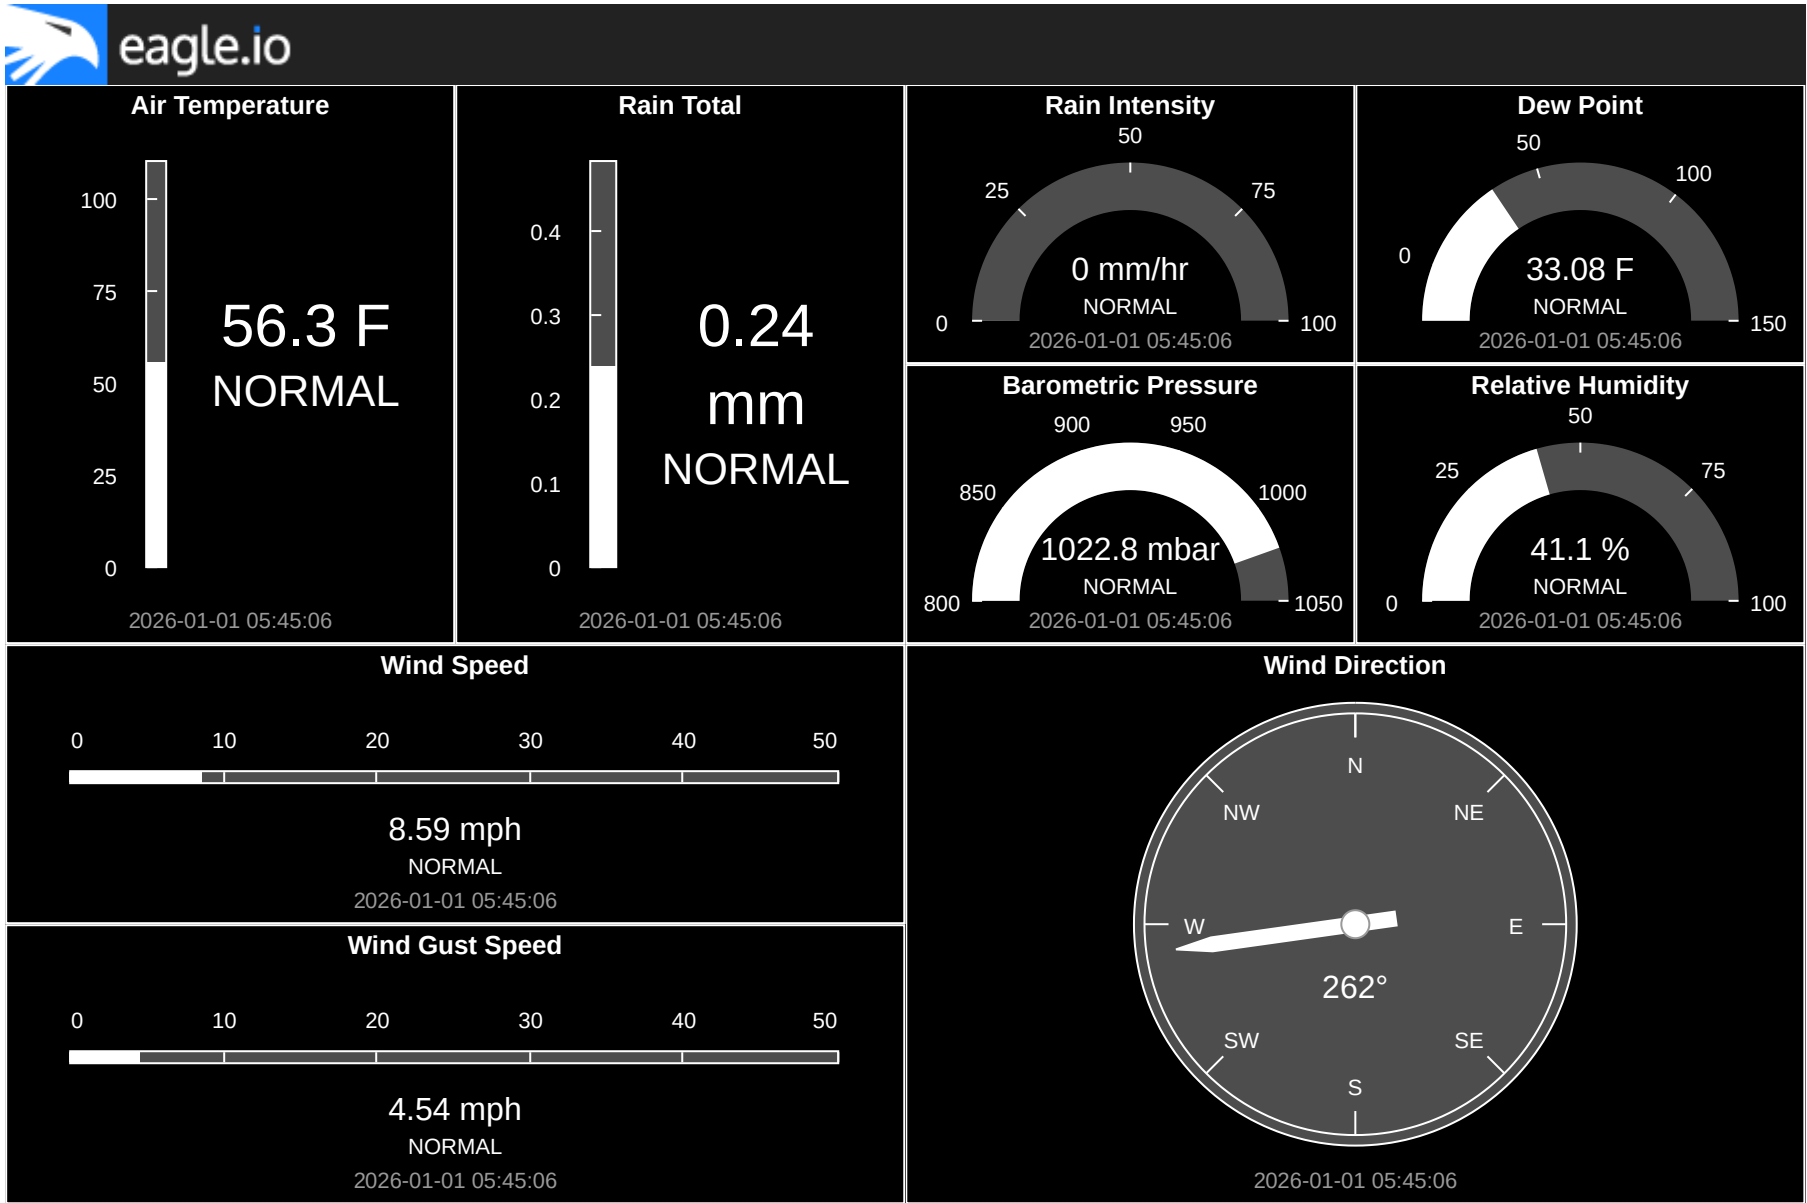 eagle.io
Air Temperature
100
75
50
25
0
56.3 F
NORMAL
2026-01-01 05:45:06
Rain Total
0.4
0.3
0.2
0.1
0
0.24
mm
NORMAL
2026-01-01 05:45:06
Rain Intensity
50
25
75
0
100
0 mm/hr
NORMAL
2026-01-01 05:45:06
Dew Point
50
100
0
150
33.08 F
NORMAL
2026-01-01 05:45:06
Barometric Pressure
900
950
850
1000
800
1050
1022.8 mbar
NORMAL
2026-01-01 05:45:06
Relative Humidity
50
25
75
0
100
41.1 %
NORMAL
2026-01-01 05:45:06
Wind Speed
0 10 20 30 40 50
8.59 mph
NORMAL
2026-01-01 05:45:06
Wind Gust Speed
0 10 20 30 40 50
4.54 mph
NORMAL
2026-01-01 05:45:06
Wind Direction
N
NW NE
W E
262°
SW SE
S
2026-01-01 05:45:06